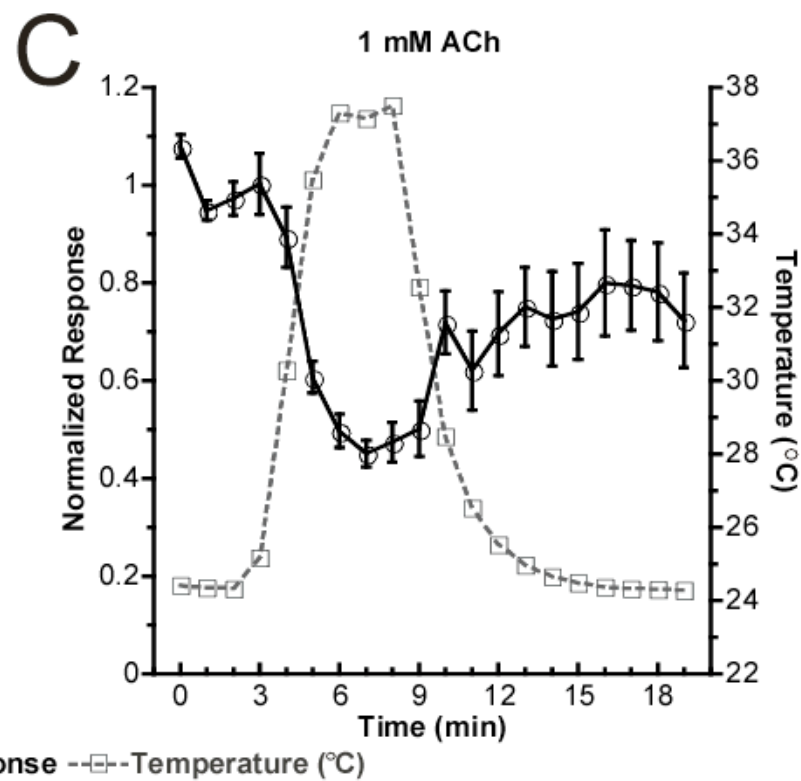 C
1 mM ACh
1.2
1
0.8
0.6
0.4
0.2
0
Normalized Response
38
36
34
32
30
28
26
24
22
Temperature (°C)
0 3 6 9 12 15 18
Time (min)
onse Temperature (°C)